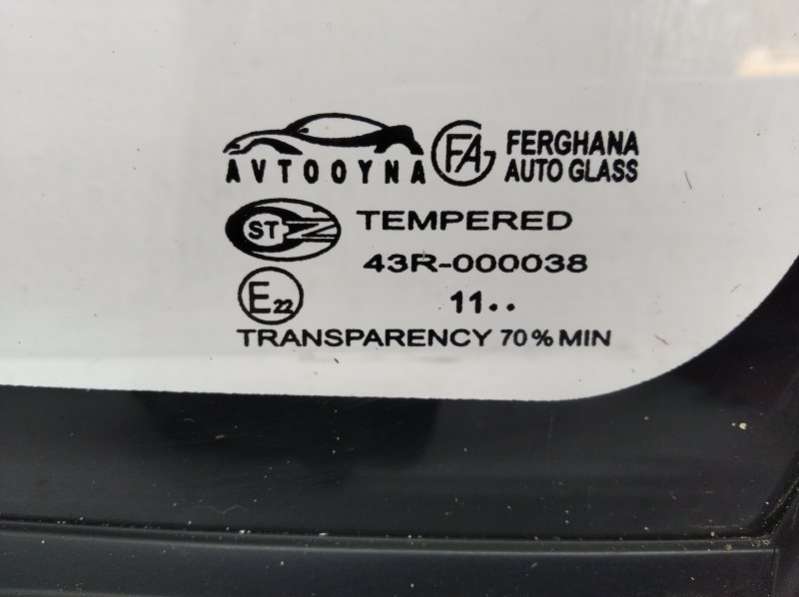 AVTOOYNA FA FERGHANA
AUTO GLASS
ST TEMPERED
43R-000038
E22 11..
TRANSPARENCY 70% MIN